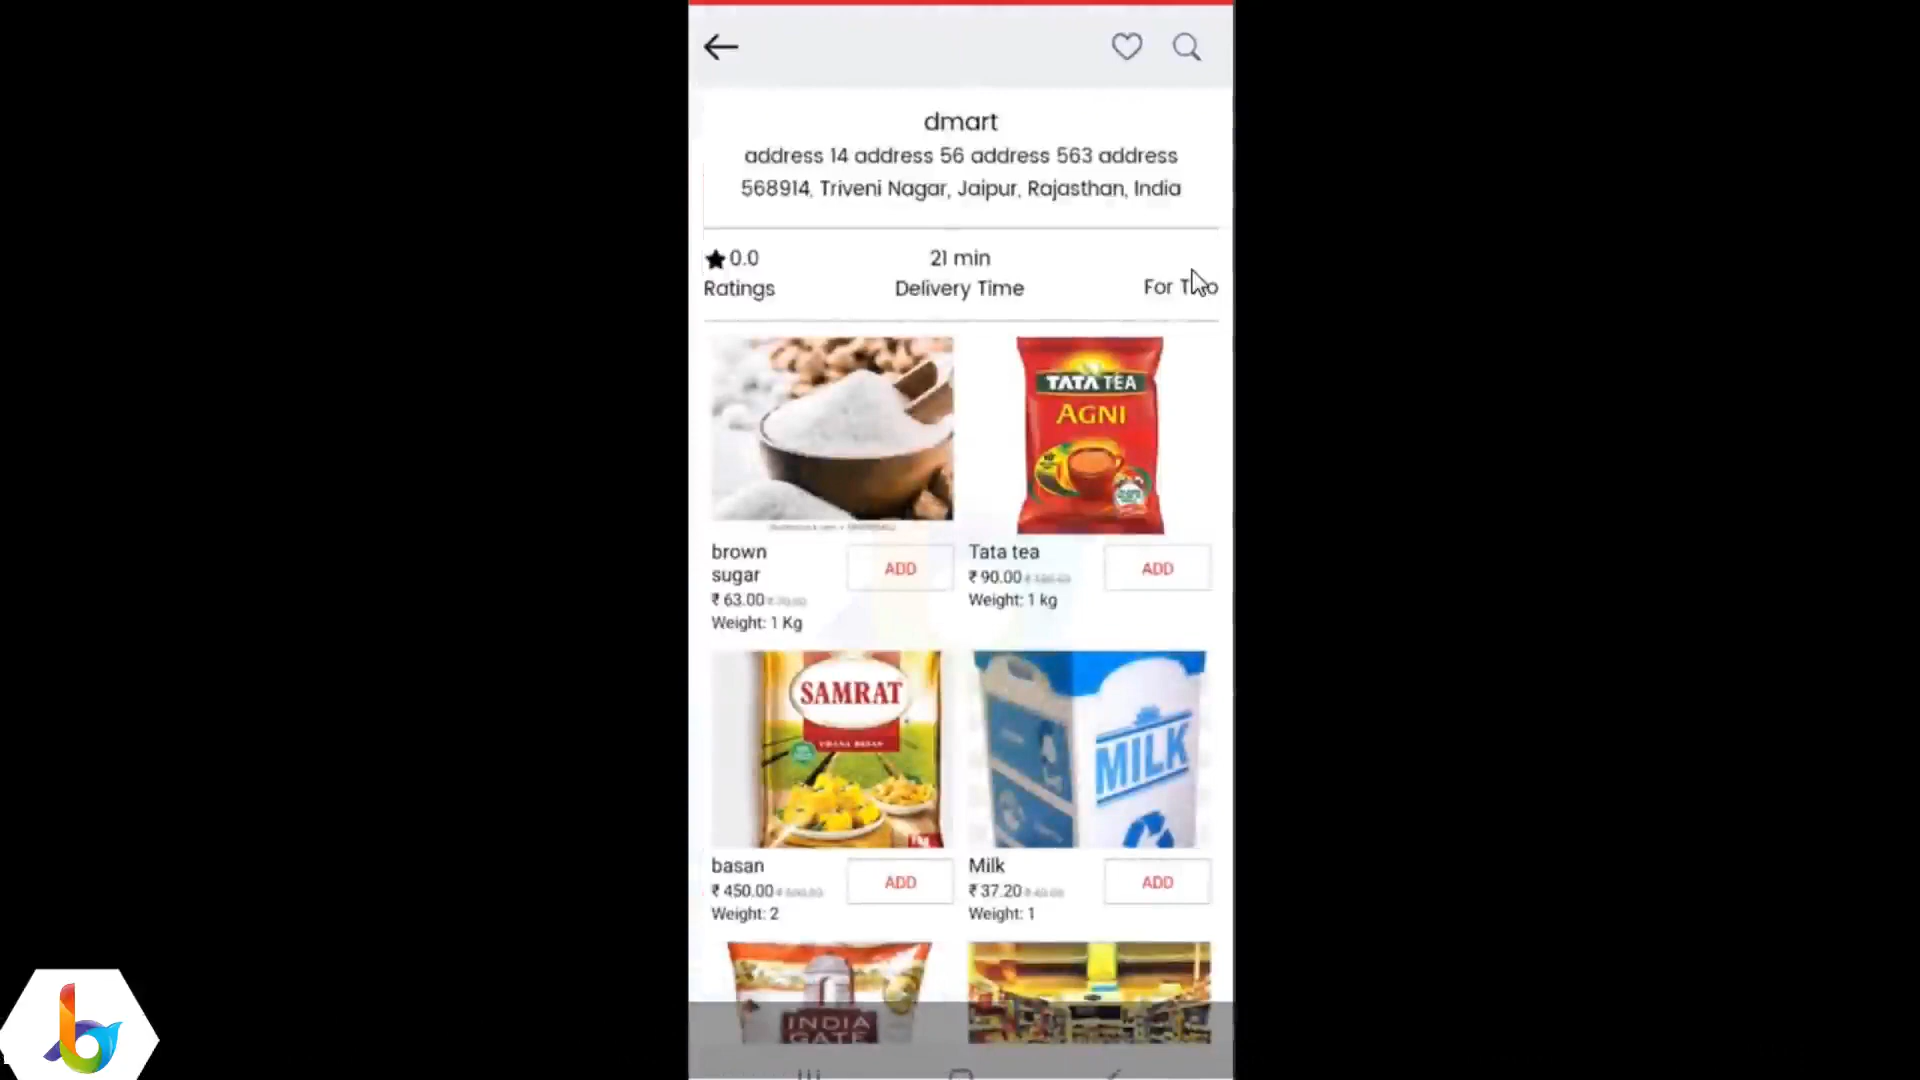 dmart
address 14 address 56 address 563 address
568914, Triveni Nagar, Jaipur, Rajasthan, India
0.0
21 min
Ratings
Delivery Time
For Two
TATA TEA
AGNI
brown
sugar
ADD
₹ 63.00
Weight: 1 Kg
Tata tea
ADD
₹ 90.00
Weight: 1 kg
SAMRAT
MILK
basan
ADD
₹ 450.00
Weight: 2
Milk
ADD
₹ 37.20
Weight: 1
INDIA
GATE